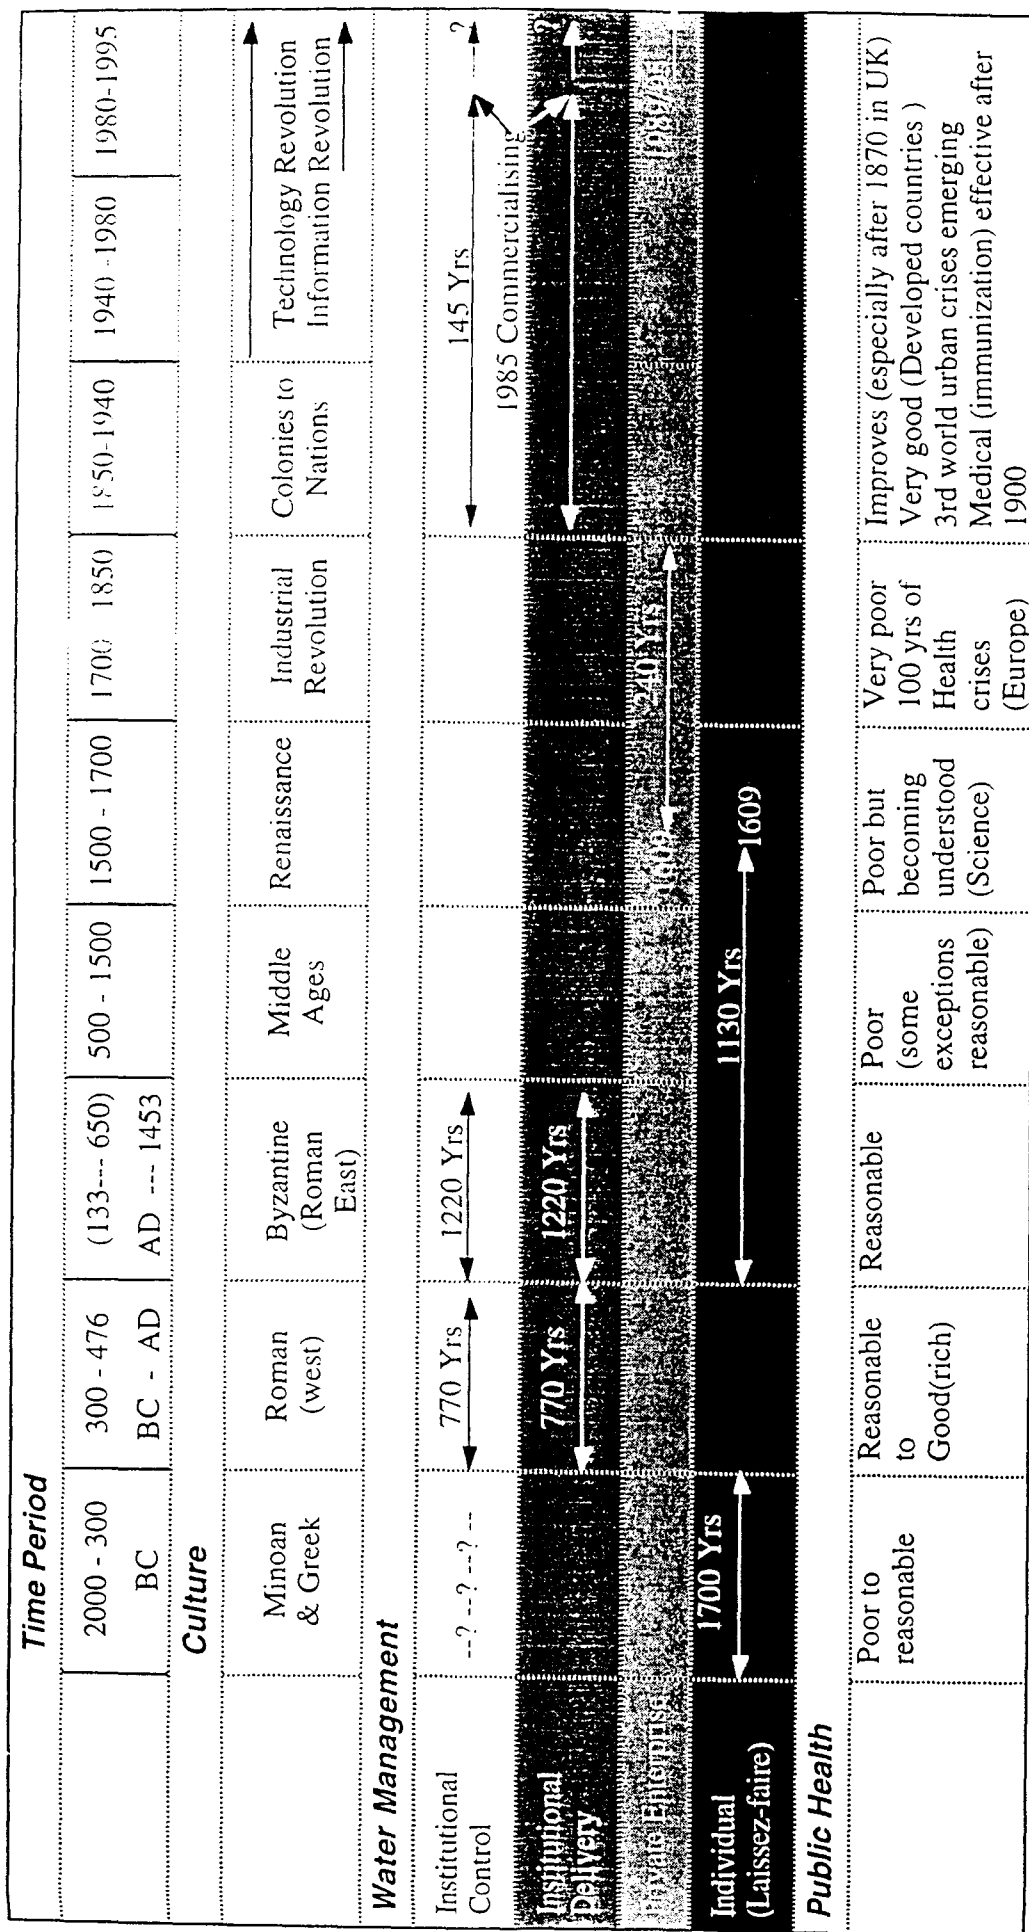 Time Period
2000 - 300
BC
300 - 476
BC - AD
(133--- 650)
AD --- 1453
500 - 1500
1500 - 1700
1700 1850
1850-1940
1940 -1980
1980-1995
Culture
Minoan
& Greek
Roman
(west)
Byzantine
(Roman
East)
Middle
Ages
Renaissance
Industrial
Revolution
Colonies to
Nations
Technology Revolution
Information Revolution
Water Management
Institutional
Control
--? --? --? --
770 Yrs
1220 Yrs
145 Yrs
?
1985 Commercialising
Institutional
Delivery
770 Yrs
1220 Yrs
?
Private Enterprise
1609
240 Yrs
Individual
(Laissez-faire)
1700 Yrs
1130 Yrs
1609
Public Health
Poor to
reasonable
Reasonable
to
Good(rich)
Reasonable
Poor
(some
exceptions
reasonable)
Poor but
becoming
understood
(Science)
Very poor
100 yrs of
Health
crises
(Europe)
Improves (especially after 1870 in UK)
Very good (Developed countries )
3rd world urban crises emerging
Medical (immunization) effective after
1900